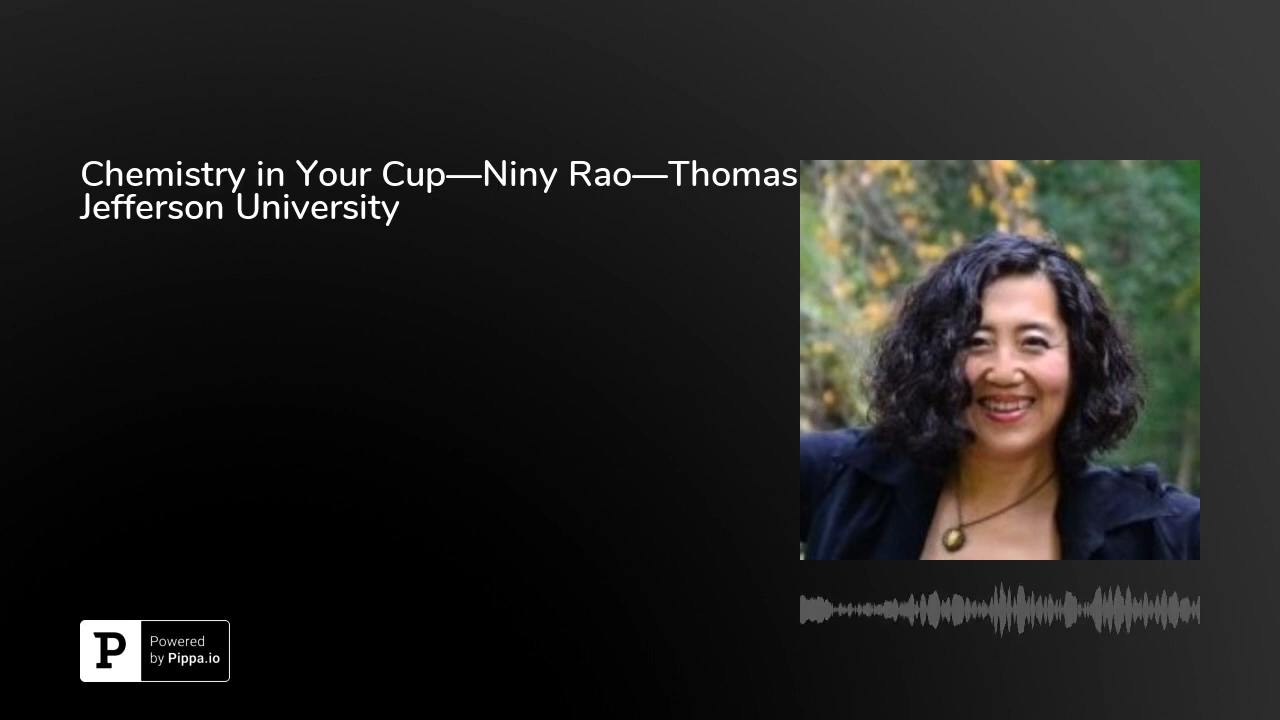 Chemistry in Your Cup—Niny Rao—Thomas
Jefferson University
P
Powered
by Pippa.io